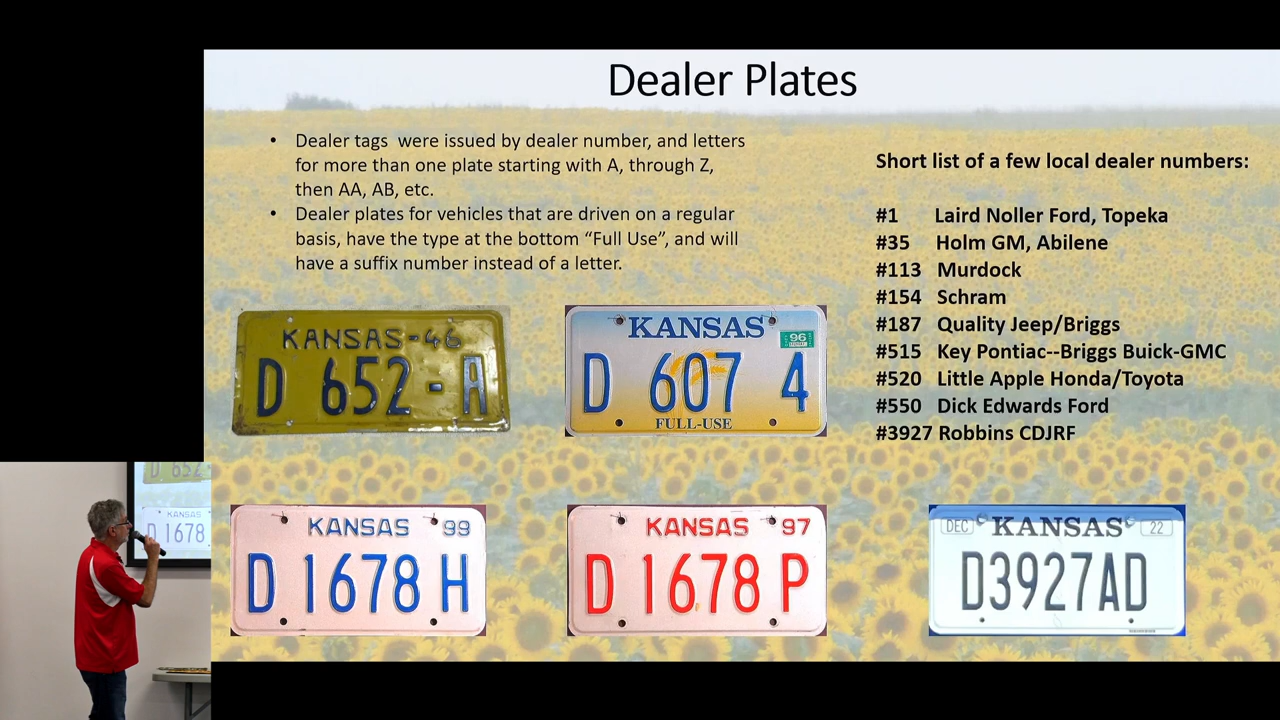 Dealer Plates
• Dealer tags were issued by dealer number, and letters
for more than one plate starting with A, through Z,
then AA, AB, etc.
• Dealer plates for vehicles that are driven on a regular
basis, have the type at the bottom “Full Use”, and will
have a suffix number instead of a letter.
Short list of a few local dealer numbers:
#1 Laird Noller Ford, Topeka
#35 Holm GM, Abilene
#113 Murdock
#154 Schram
#187 Quality Jeep/Briggs
#515 Key Pontiac--Briggs Buick-GMC
#520 Little Apple Honda/Toyota
#550 Dick Edwards Ford
#3927 Robbins CDJRF
KANSAS-46
D 652-A
KANSAS
96
D 607 4
FULL-USE
KANSAS 99
D 1678 H
KANSAS 97
D 1678 P
DEC KANSAS 22
D3927AD
D 652
KANSAS
D 1678